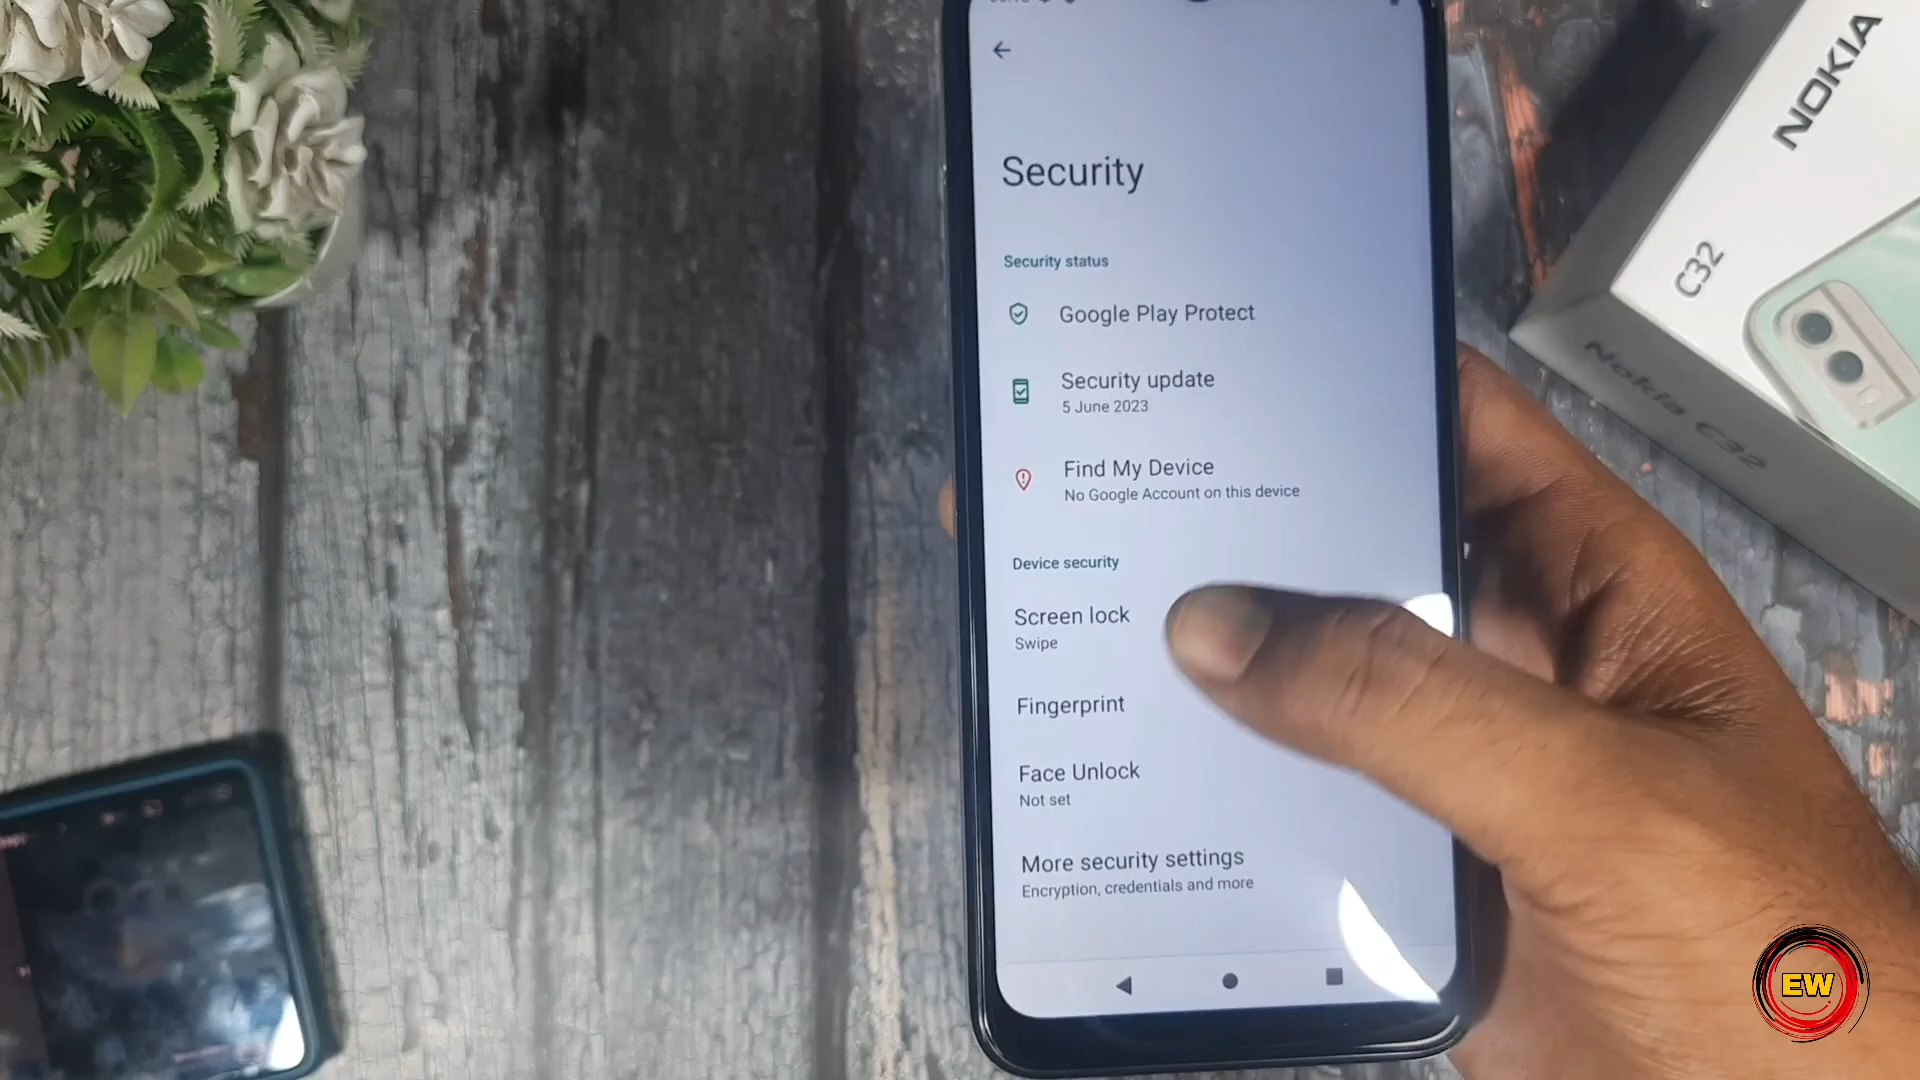 Security
Security status
Google Play Protect
Security update
5 June 2023
Find My Device
No Google Account on this device
Device security
Screen lock
Swipe
Fingerprint
Face Unlock
Not set
More security settings
Encryption, credentials and more
NOKIA
C32
Nokia C32
EW